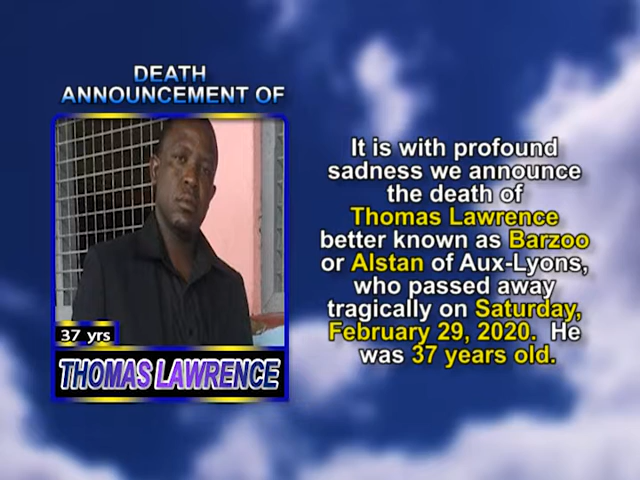 DEATH
ANNOUNCEMENT OF
37 yrs
THOMAS LAWRENCE
It is with profound
sadness we announce
the death of
Thomas Lawrence
better known as Barzoo
or Alstan of Aux-Lyons,
who passed away
tragically on Saturday,
February 29, 2020. He
was 37 years old.